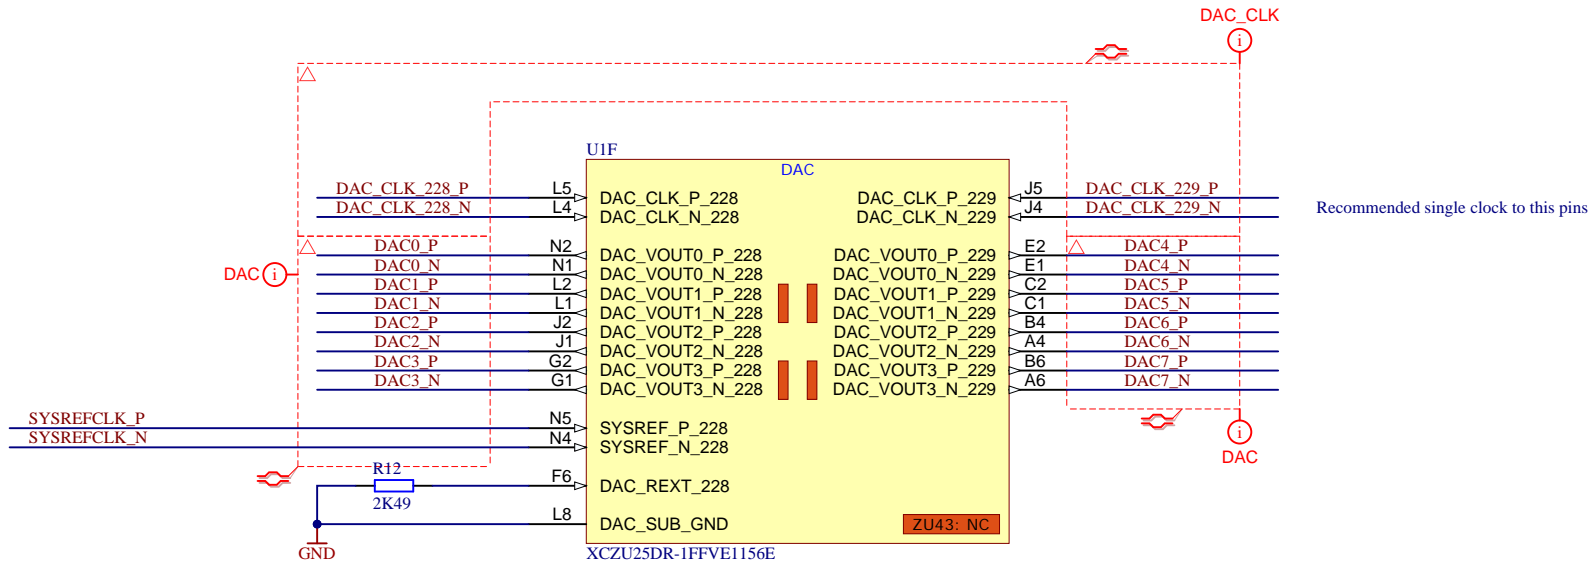 DAC_CLK
i
U1F
DAC
DAC_CLK_228_P L5 DAC_CLK_P_228 DAC_CLK_P_229 J5 DAC_CLK_229_P
DAC_CLK_228_N L4 DAC_CLK_N_228 DAC_CLK_N_229 J4 DAC_CLK_229_N Recommended single clock to this pins
DAC0_P N2 DAC_VOUT0_P_228 DAC_VOUT0_P_229 E2 DAC4_P
DAC i DAC0_N N1 DAC_VOUT0_N_228 DAC_VOUT0_N_229 E1 DAC4_N
DAC1_P L2 DAC_VOUT1_P_228 DAC_VOUT1_P_229 C2 DAC5_P
DAC1_N L1 DAC_VOUT1_N_228 DAC_VOUT1_N_229 C1 DAC5_N
DAC2_P J2 DAC_VOUT2_P_228 DAC_VOUT2_P_229 B4 DAC6_P
DAC2_N J1 DAC_VOUT2_N_228 DAC_VOUT2_N_229 A4 DAC6_N
DAC3_P G2 DAC_VOUT3_P_228 DAC_VOUT3_P_229 B6 DAC7_P
DAC3_N G1 DAC_VOUT3_N_228 DAC_VOUT3_N_229 A6 DAC7_N
SYSREFCLK_P N5 SYSREF_P_228
SYSREFCLK_N N4 SYSREF_N_228
i
DAC
R12 F6 DAC_REXT_228
2K49
L8 DAC_SUB_GND ZU43: NC
GND
XCZU25DR-1FFVE1156E